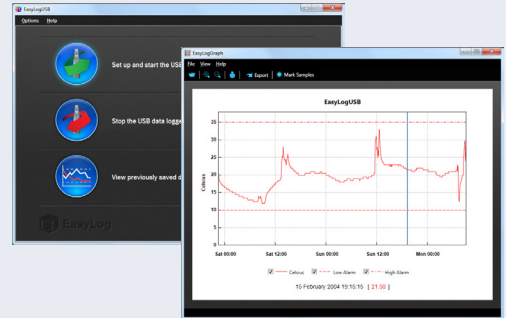 EasyLogUSB
Options Help
Set up and start the USB
Stop the USB data logge
View previously saved d
EasyLog
EasyLogGraph
File View Help
Export Mark Samples
EasyLogUSB
Celsius
35
30
25
20
15
10
5
0
Sat 00:00 Sat 12:00 Sun 00:00 Sun 12:00 Mon 00:00
Celsius Low Alarm High Alarm
15 February 2004 19:15:15 [ 21.50 ]